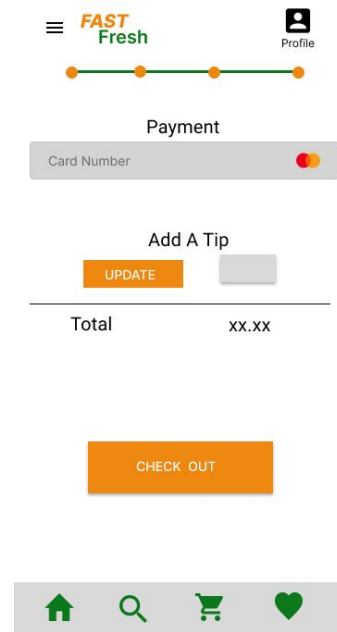 FAST
Fresh
Profile
Payment
Card Number
Add A Tip
UPDATE
Total xx.xx
CHECK OUT